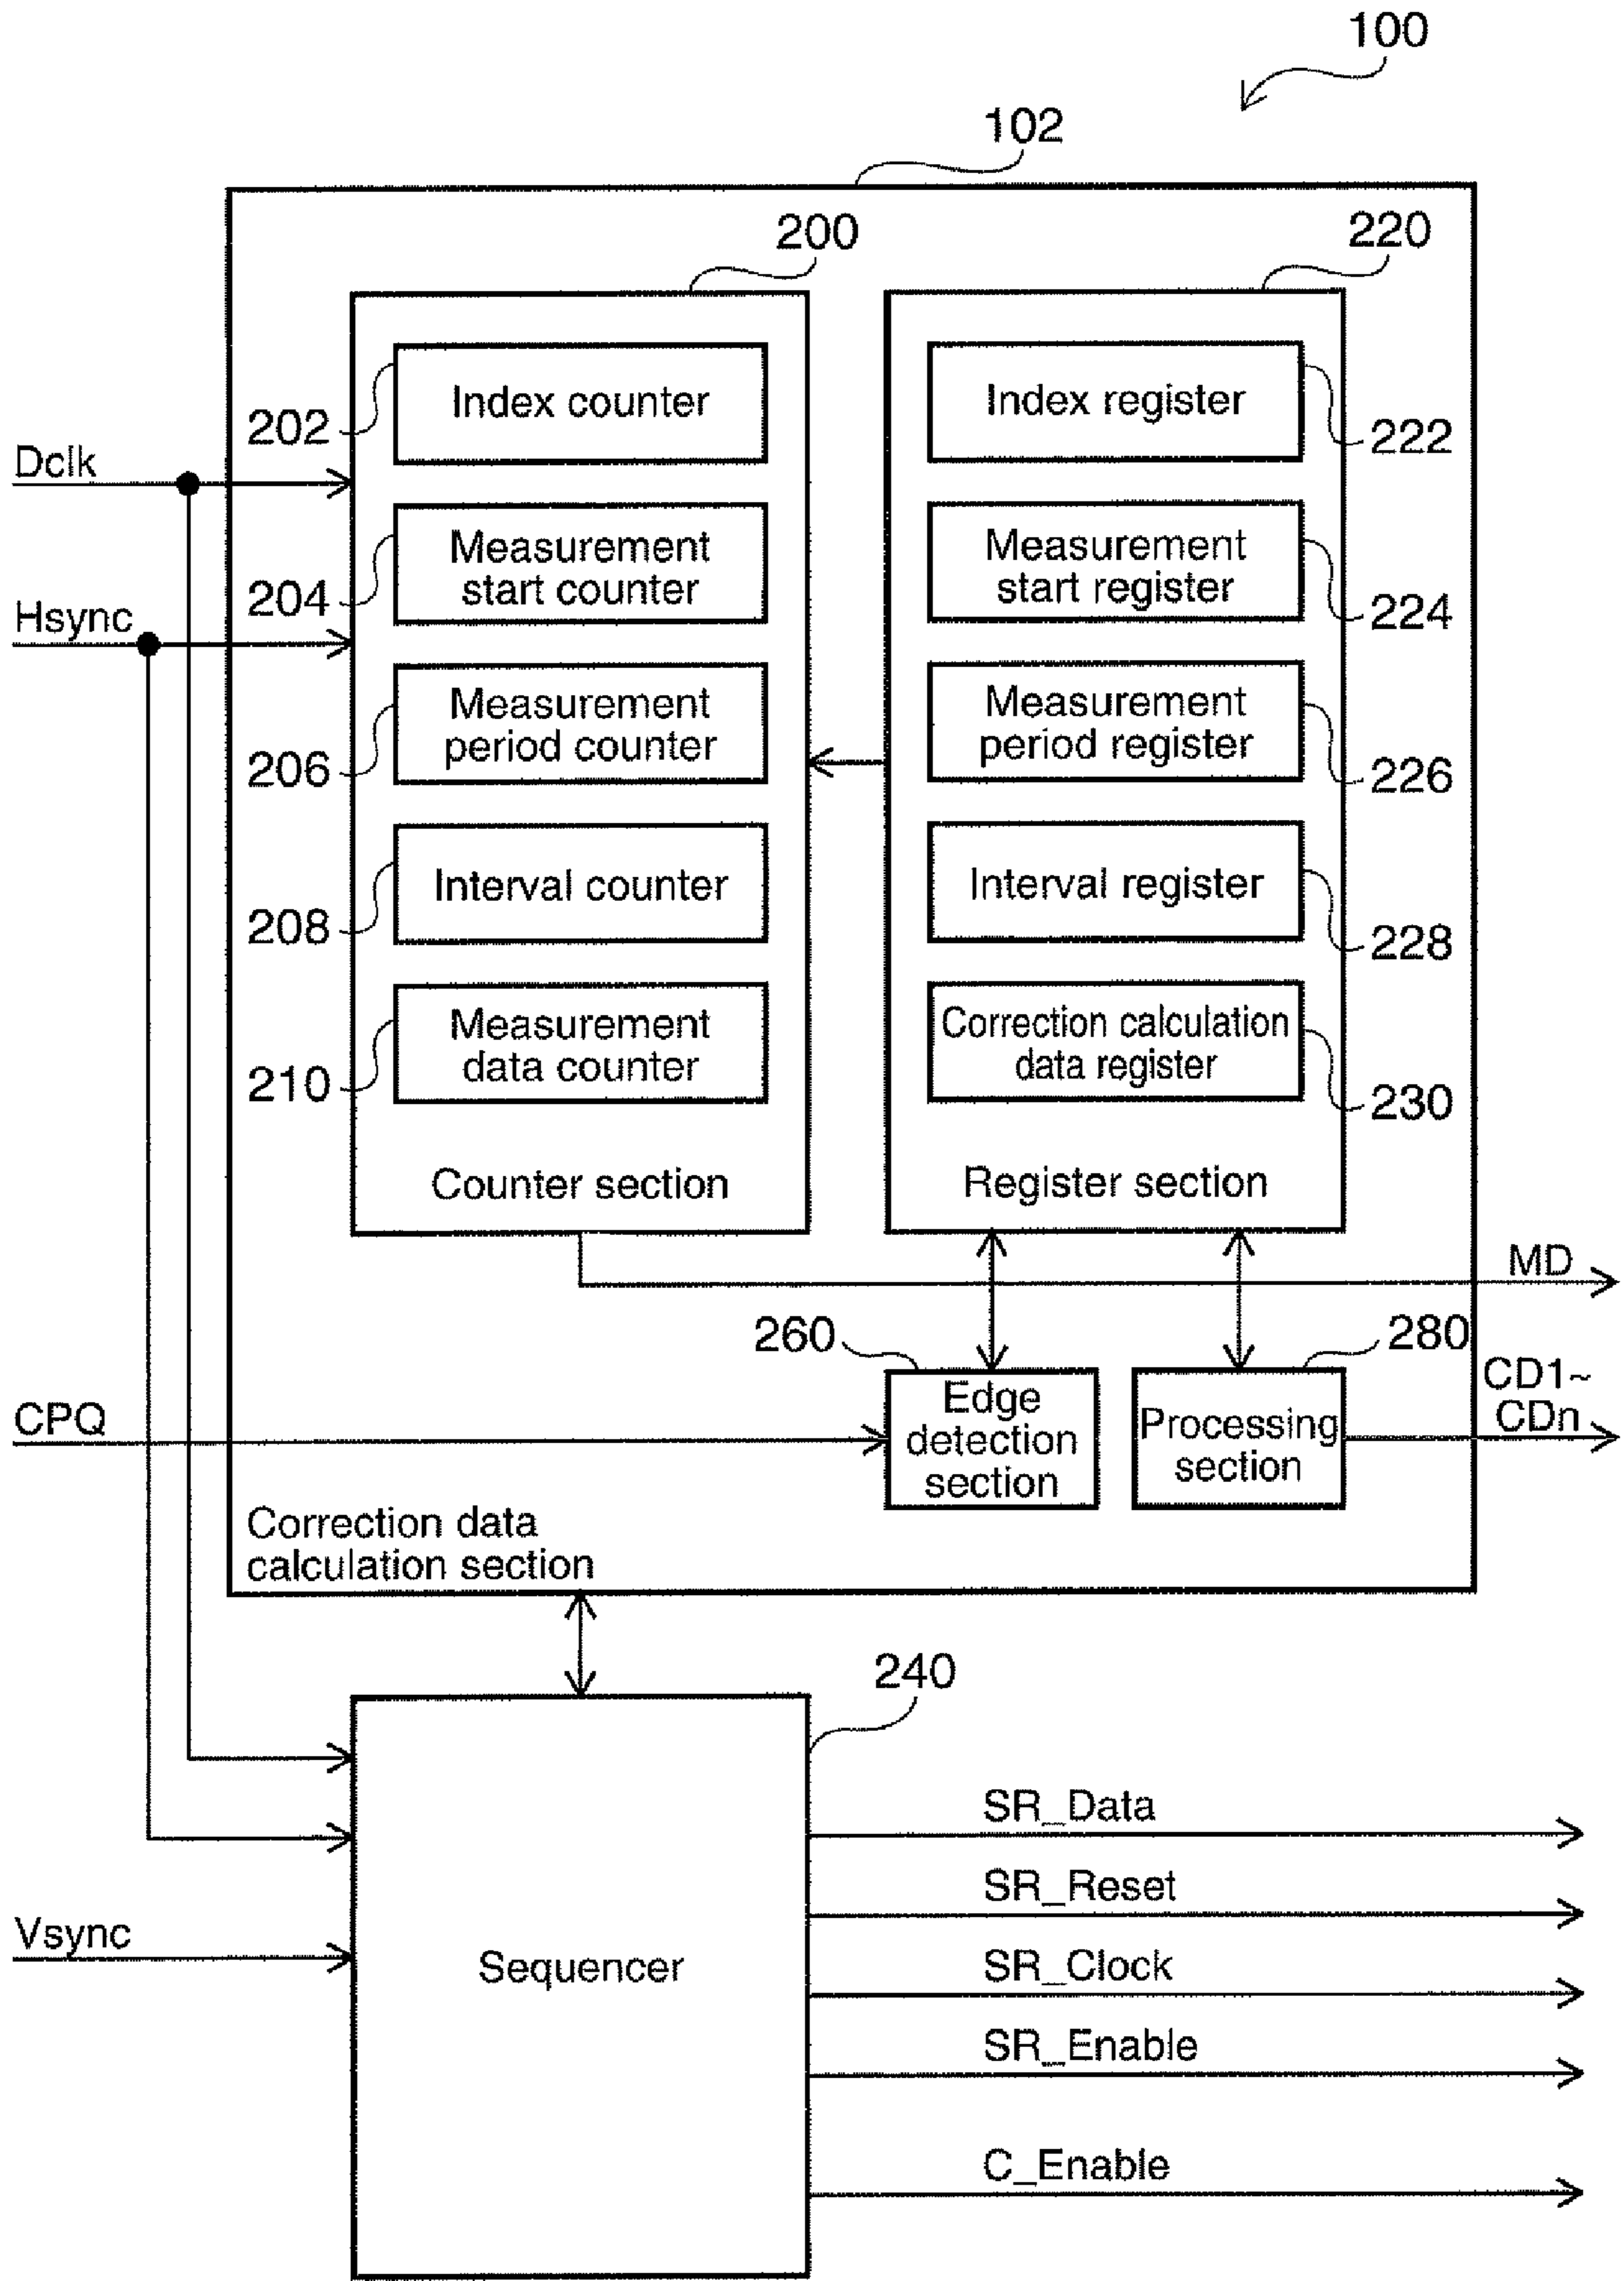 100
102
200
220
Index counter
Index register
202
222
Dclk
Measurement
start counter
Measurement
start register
204
224
Hsync
Measurement
period counter
Measurement
period register
206
226
Interval counter
Interval register
208
228
Measurement
data counter
Correction calculation
data register
210
230
Counter section
Register section
MD
260
280
CD1~
CDn
CPQ
Edge
detection
section
Processing
section
Correction data
calculation section
240
SR_Data
SR_Reset
Vsync
Sequencer
SR_Clock
SR_Enable
C_Enable